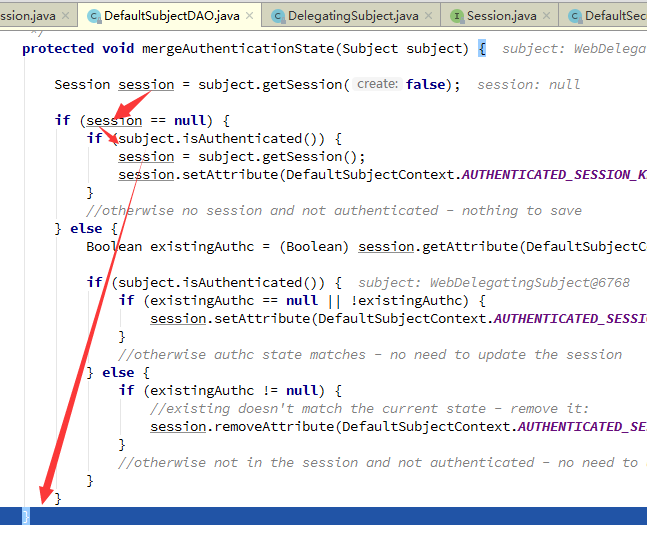 ssion.java × DefaultSubjectDAO.java × DelegatingSubject.java × Session.java × DefaultSec
*/
protected void mergeAuthenticationState(Subject subject) { subject: WebDelega
Session session = subject.getSession( create: false); session: null
if (session == null) {
if (subject.isAuthenticated()) {
session = subject.getSession();
session.setAttribute(DefaultSubjectContext.AUTHENTICATED_SESSION_K
}
//otherwise no session and not authenticated - nothing to save
} else {
Boolean existingAuthc = (Boolean) session.getAttribute(DefaultSubjectC
if (subject.isAuthenticated()) { subject: WebDelegatingSubject@6768
if (existingAuthc == null || !existingAuthc) {
session.setAttribute(DefaultSubjectContext.AUTHENTICATED_SESSIO
}
//otherwise authc state matches - no need to update the session
} else {
if (existingAuthc != null) {
//existing doesn't match the current state - remove it:
session.removeAttribute(DefaultSubjectContext.AUTHENTICATED_SE
}
//otherwise not in the session and not authenticated - no need to
}
}
}